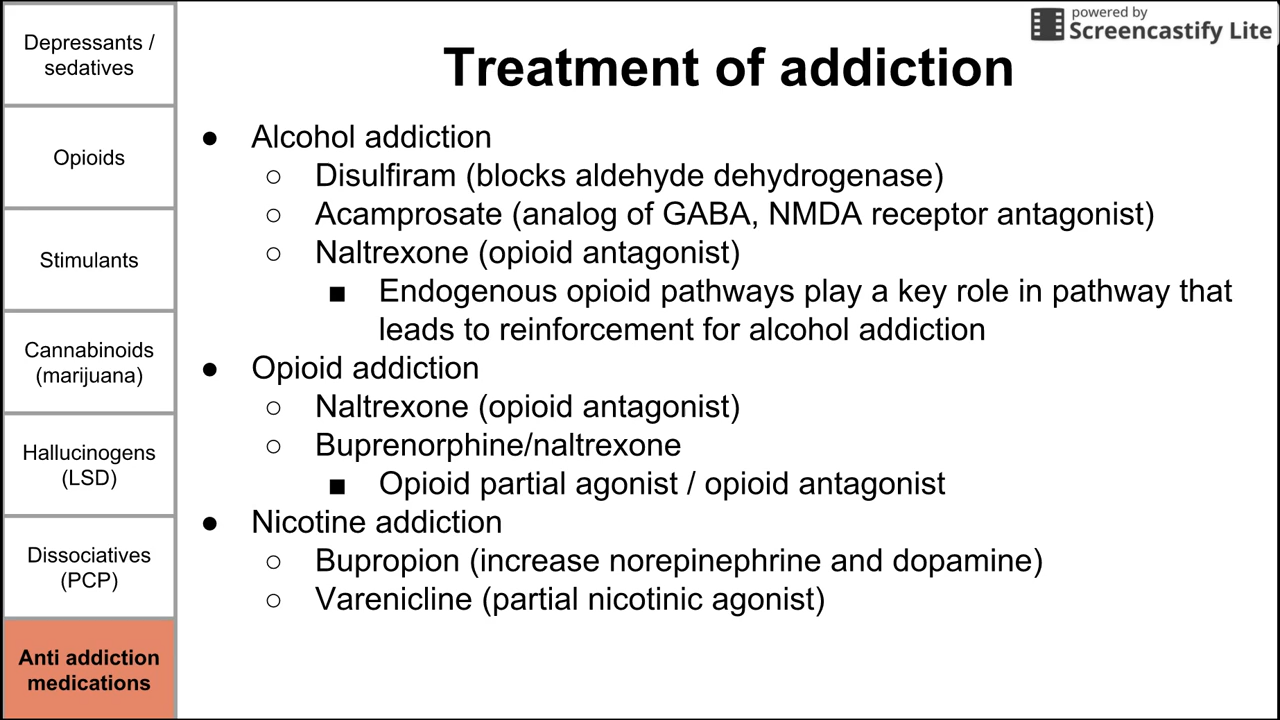 powered by
Screencastify Lite
Depressants /
sedatives
Opioids
Stimulants
Cannabinoids
(marijuana)
Hallucinogens
(LSD)
Dissociatives
(PCP)
Anti addiction
medications
Treatment of addiction
● Alcohol addiction
○ Disulfiram (blocks aldehyde dehydrogenase)
○ Acamprosate (analog of GABA, NMDA receptor antagonist)
○ Naltrexone (opioid antagonist)
■ Endogenous opioid pathways play a key role in pathway that
leads to reinforcement for alcohol addiction
● Opioid addiction
○ Naltrexone (opioid antagonist)
○ Buprenorphine/naltrexone
■ Opioid partial agonist / opioid antagonist
● Nicotine addiction
○ Bupropion (increase norepinephrine and dopamine)
○ Varenicline (partial nicotinic agonist)